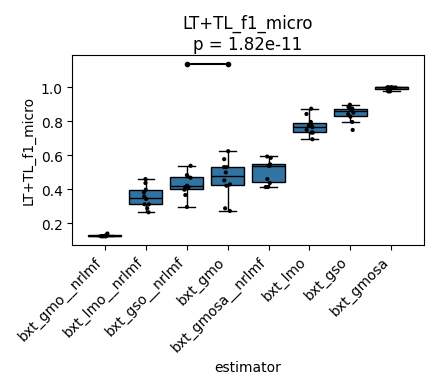 LT+TL_f1_micro
p = 1.82e-11
LT+TL_f1_micro
1.0
0.8
0.6
0.4
0.2
bxt_gmo__nrlmf
bxt_lmo__nrlmf
bxt_gso__nrlmf
bxt_gmo
bxt_gmosa__nrlmf
bxt_lmo
bxt_gso
bxt_gmosa
estimator